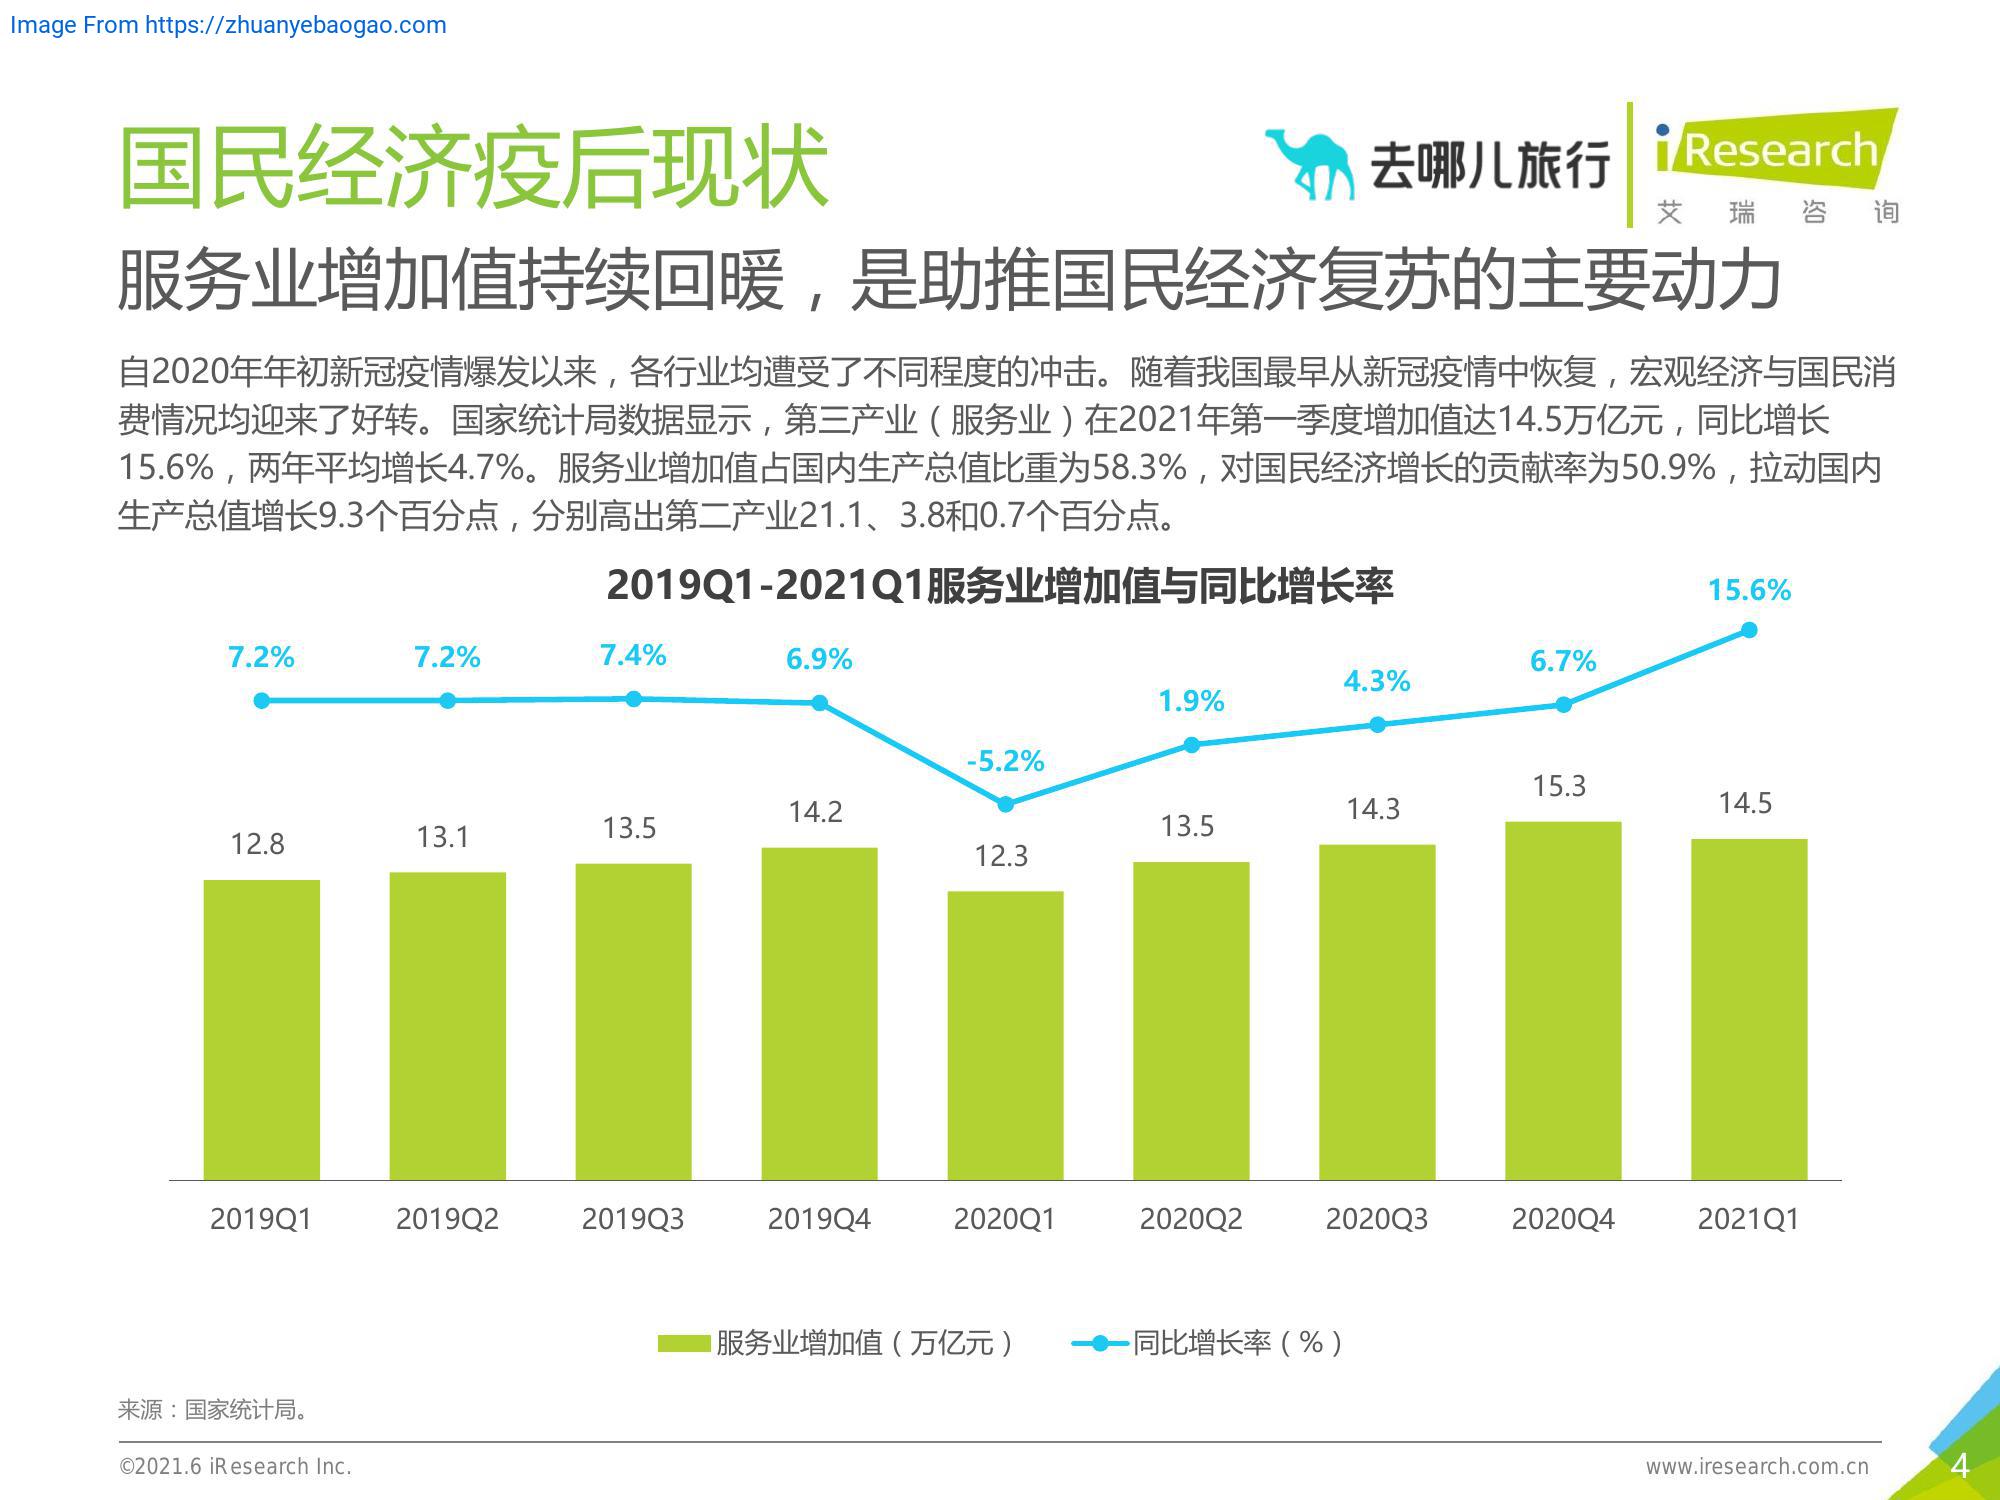 Image From https://zhuanyebaogao.com
国民经济疫后现状
去哪儿旅行
iResearch
艾瑞咨询
服务业增加值持续回暖，是助推国民经济复苏的主要动力
自2020年年初新冠疫情爆发以来，各行业均遭受了不同程度的冲击。随着我国最早从新冠疫情中恢复，宏观经济与国民消
费情况均迎来了好转。国家统计局数据显示，第三产业（服务业）在2021年第一季度增加值达14.5万亿元，同比增长
15.6%，两年平均增长4.7%。服务业增加值占国内生产总值比重为58.3%，对国民经济增长的贡献率为50.9%，拉动国内
生产总值增长9.3个百分点，分别高出第二产业21.1、3.8和0.7个百分点。
2019Q1-2021Q1服务业增加值与同比增长率
7.2% 7.2% 7.4% 6.9% -5.2% 1.9% 4.3% 6.7% 15.6%
12.8 13.1 13.5 14.2 12.3 13.5 14.3 15.3 14.5
2019Q1 2019Q2 2019Q3 2019Q4 2020Q1 2020Q2 2020Q3 2020Q4 2021Q1
服务业增加值（万亿元） 同比增长率（%）
来源：国家统计局。
©2021.6 iResearch Inc. www.iresearch.com.cn 4